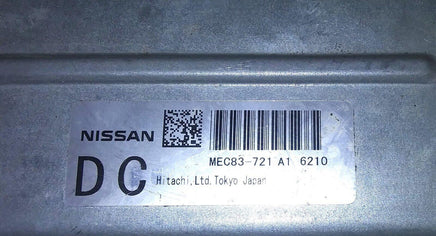 NISSAN
MEC83-721 A1 6210
DC
Hitachi,Ltd.Tokyo Japan